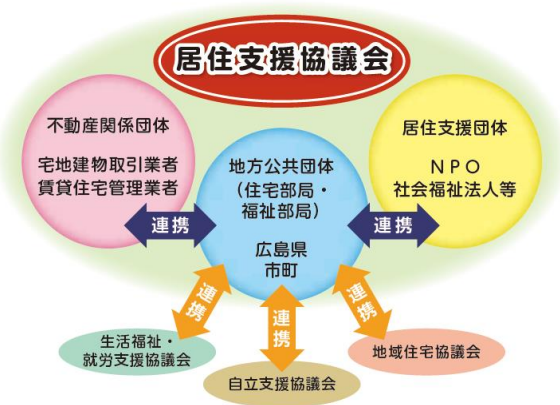 居住支援協議会
不動産関係団体
宅地建物取引業者
賃貸住宅管理業者
地方公共団体
（住宅部局・
福祉部局）
広島県
市町
居住支援団体
ＮＰＯ
社会福祉法人等
連携
連携
連携
連携
連携
生活福祉・
就労支援協議会
自立支援協議会
地域住宅協議会